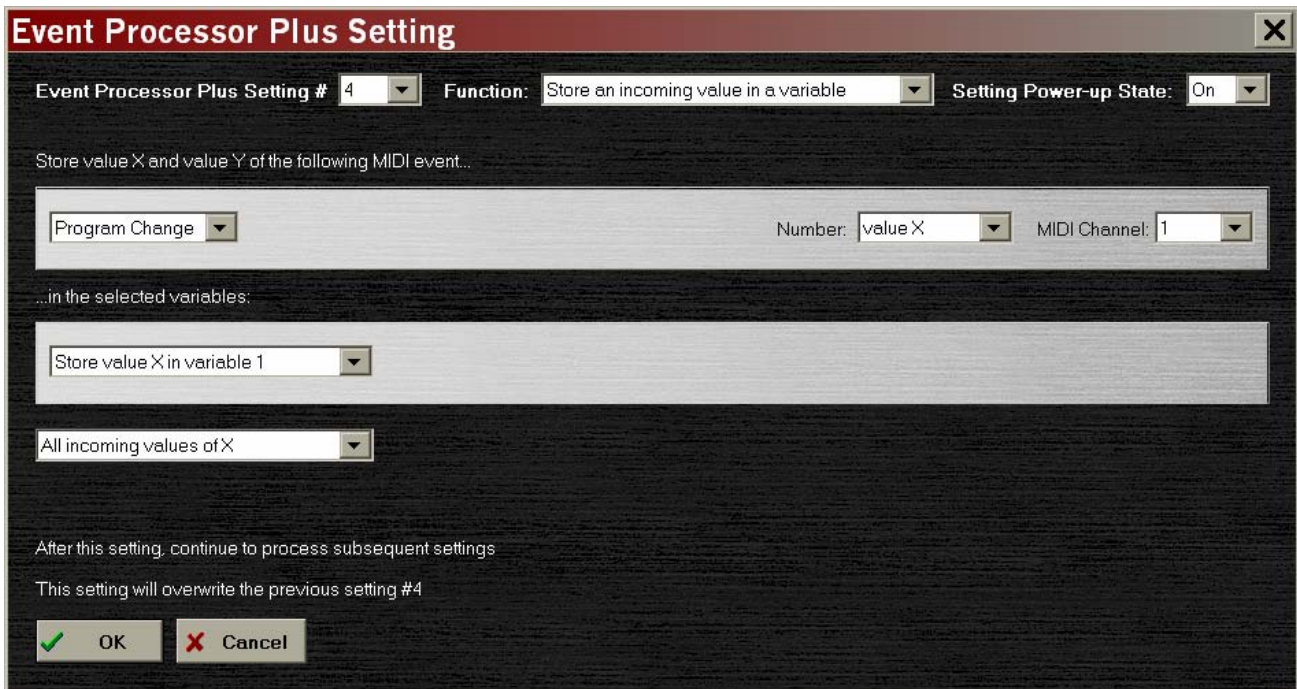 Event Processor Plus Setting
Event Processor Plus Setting # 4 Function: Store an incoming value in a variable Setting Power-up State: On
Store value X and value Y of the following MIDI event...
Program Change Number: value X MIDI Channel: 1
...in the selected variables:
Store value X in variable 1
All incoming values of X
After this setting, continue to process subsequent settings
This setting will overwrite the previous setting #4
OK Cancel